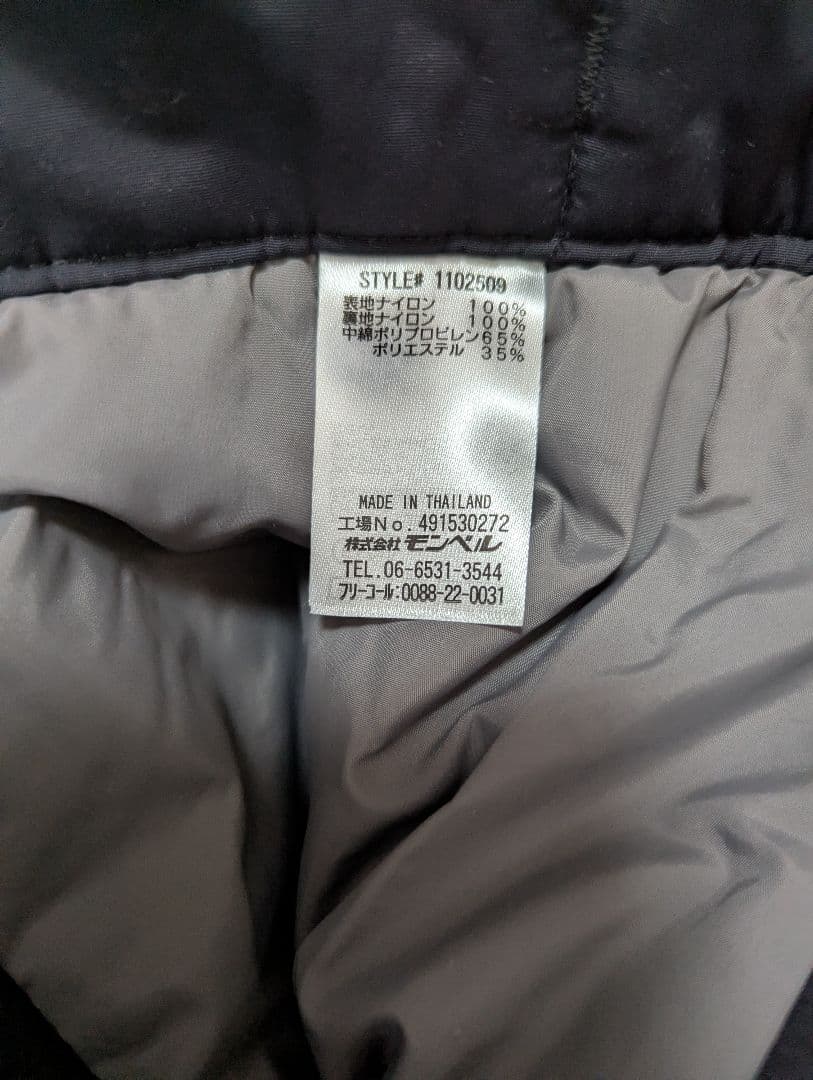 STYLE# 1102509
表地ナイロン 100%
裏地ナイロン 100%
中綿ポリプロピレン65%
ポリエステル 35%
MADE IN THAILAND
工場No.491530272
株式会社 モンベル
TEL.06-6531-3544
フリーコール:0088-22-0031